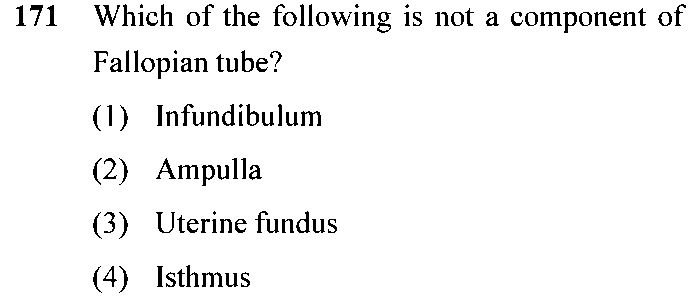 171 Which of the following is not a component of
Fallopian tube?
(1) Infundibulum
(2) Ampulla
(3) Uterine fundus
(4) Isthmus